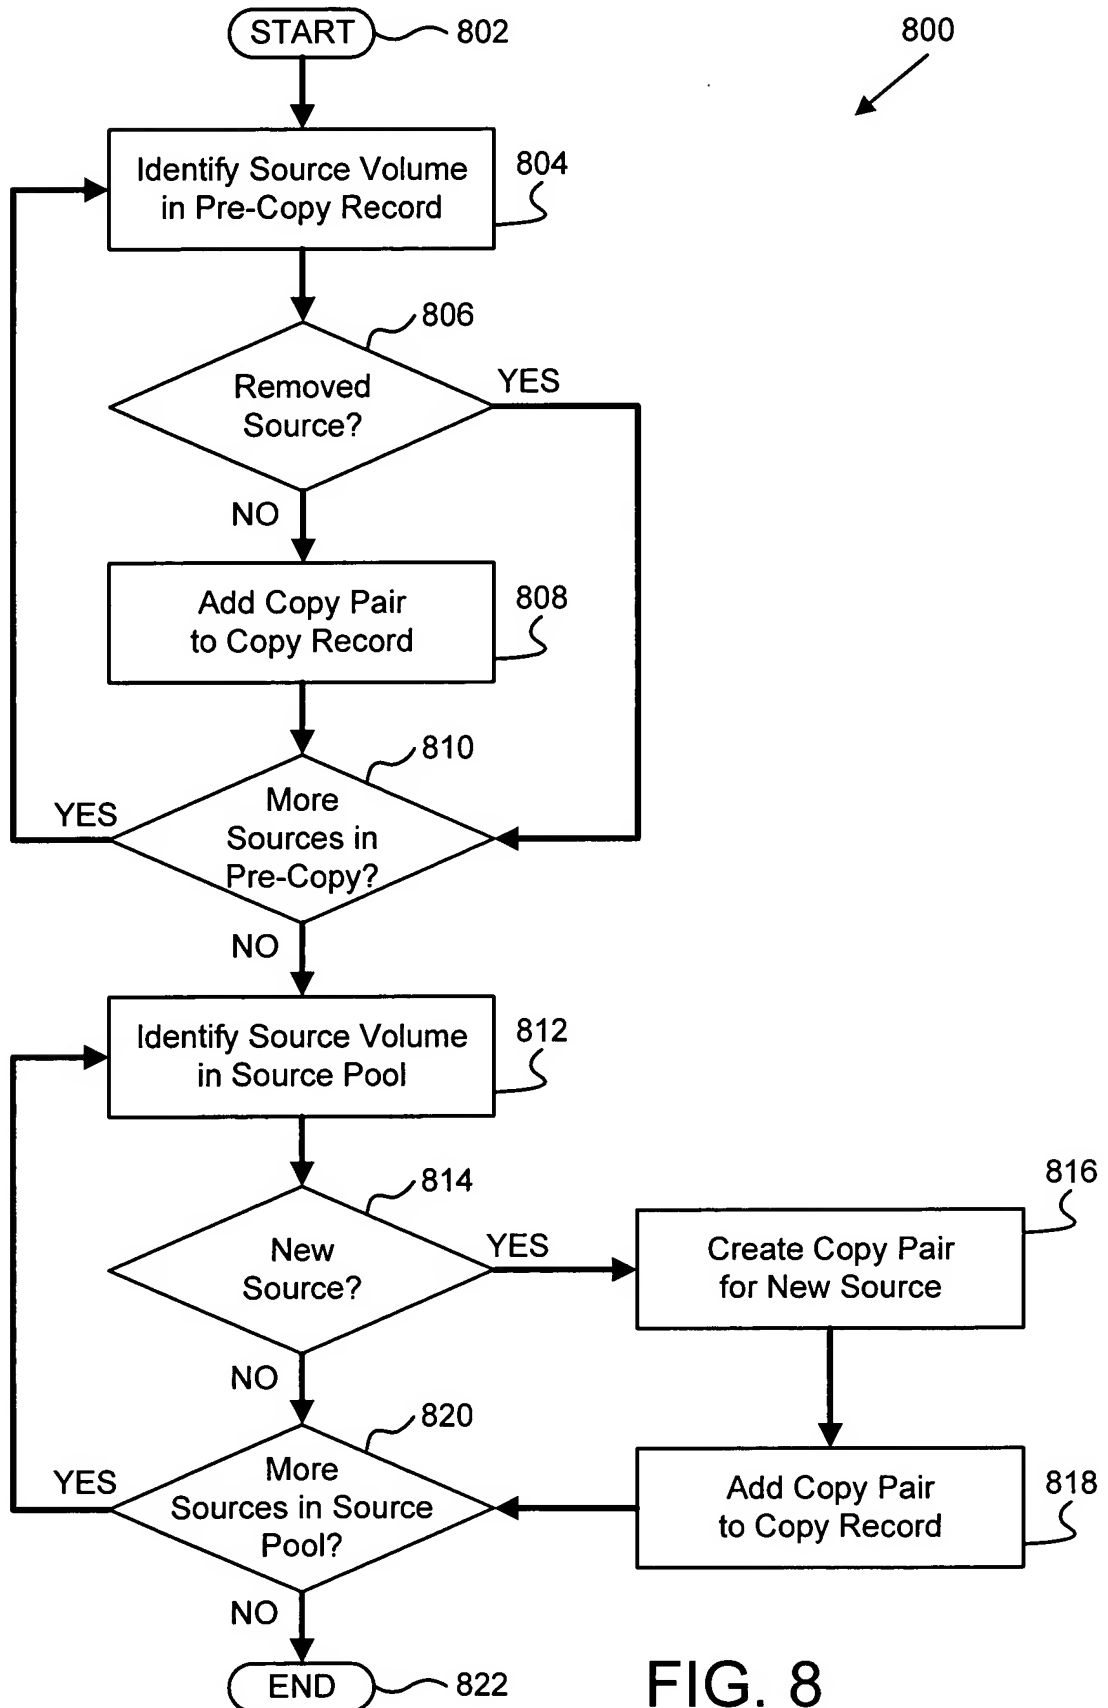 START
802
800
Identify Source Volume
in Pre-Copy Record
804
806
Removed
Source?
YES
NO
Add Copy Pair
to Copy Record
808
810
More
Sources in
Pre-Copy?
YES
NO
Identify Source Volume
in Source Pool
812
814
New
Source?
YES
816
Create Copy Pair
for New Source
NO
820
More
Sources in Source
Pool?
YES
Add Copy Pair
to Copy Record
818
NO
END
822
FIG. 8